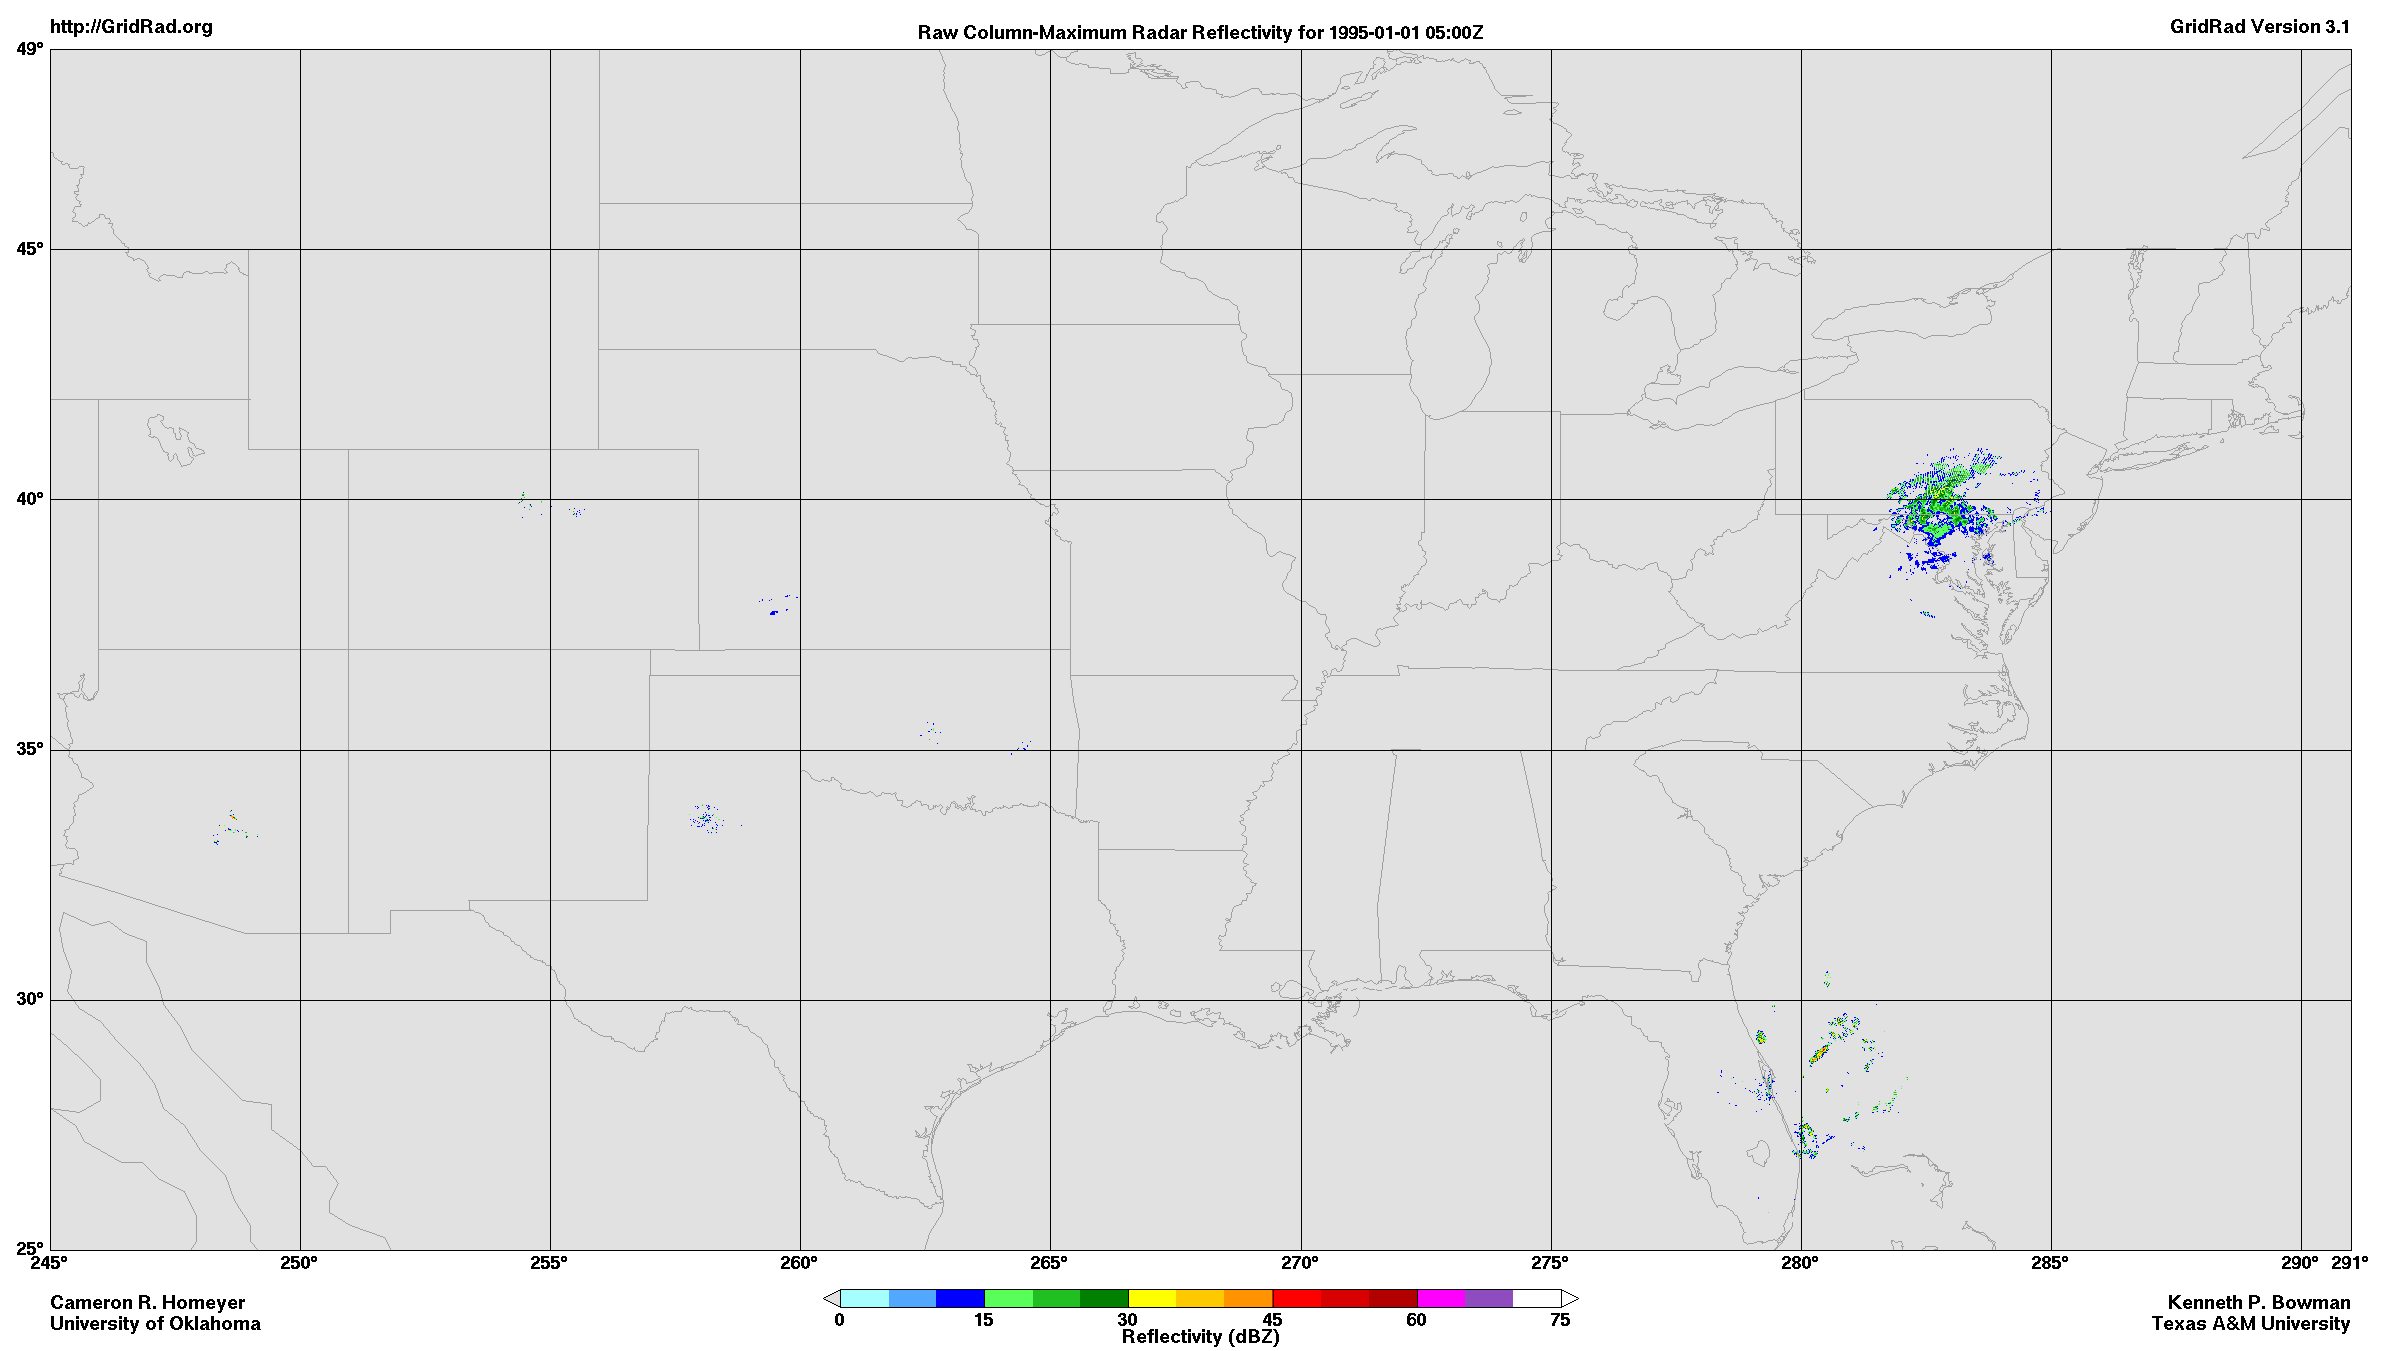 http://GridRad.org
Raw Column-Maximum Radar Reflectivity for 1995-01-01 05:00Z
GridRad Version 3.1
49°
45°
40°
35°
30°
25°
245° 250° 255° 260° 265° 270° 275° 280° 285° 290° 291°
0 15 30 45 60 75
Reflectivity (dBZ)
Cameron R. Homeyer
University of Oklahoma
Kenneth P. Bowman
Texas A&M University